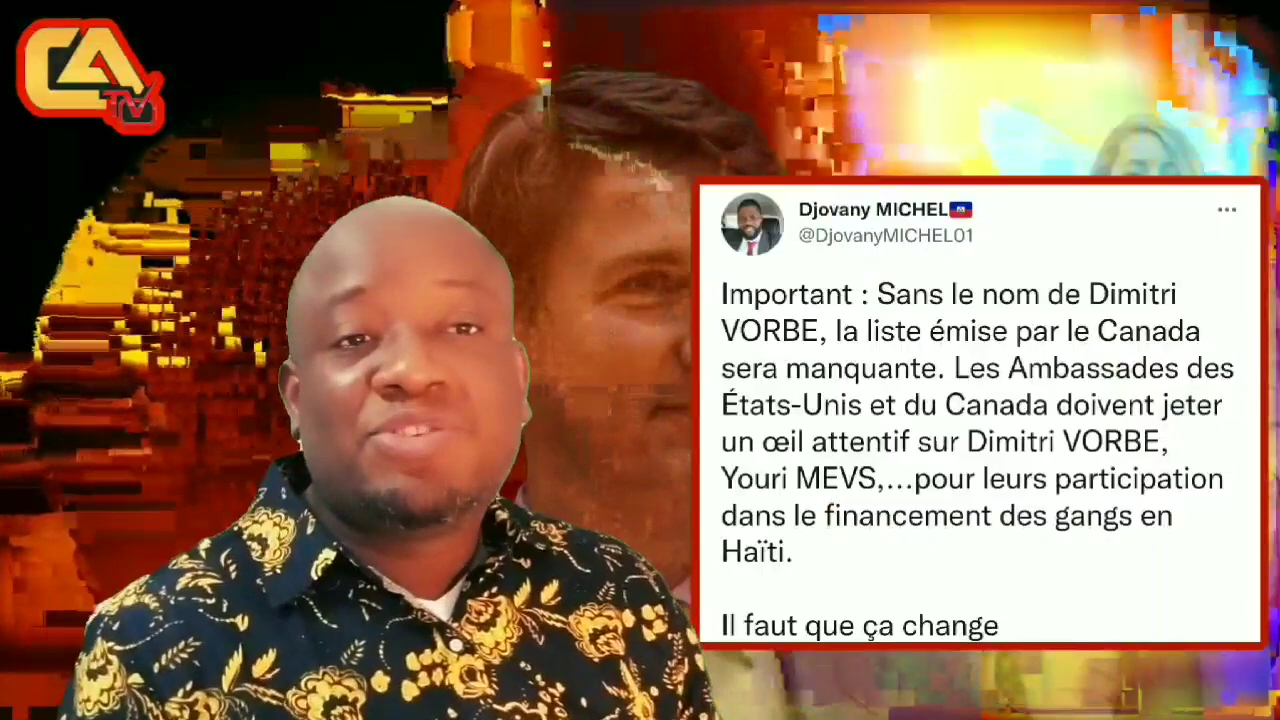 CA
TV
Djovany MICHEL
@DjovanyMICHEL01
Important : Sans le nom de Dimitri
VORBE, la liste émise par le Canada
sera manquante. Les Ambassades des
États-Unis et du Canada doivent jeter
un œil attentif sur Dimitri VORBE,
Youri MEVS,...pour leurs participation
dans le financement des gangs en
Haïti.
Il faut que ça change